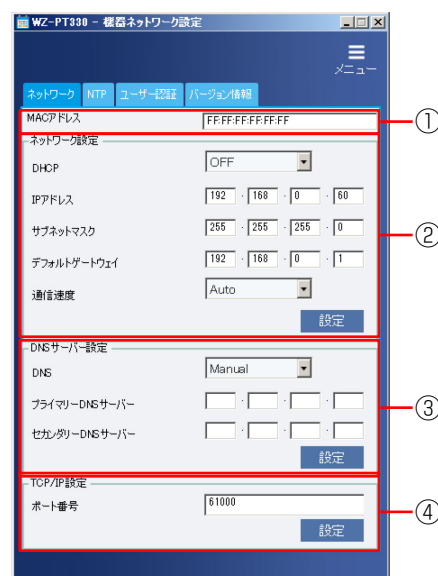 WZ-PT330 - 機器ネットワーク設定
メニュー
ネットワーク NTP ユーザー認証 バージョン情報
MACアドレス FF:FF:FF:FF:FF:FF ①
ネットワーク設定
DHCP OFF
IPアドレス 192 . 168 . 0 . 60
サブネットマスク 255 . 255 . 255 . 0 ②
デフォルトゲートウェイ 192 . 168 . 0 . 1
通信速度 Auto
設定
DNSサーバー設定
DNS Manual
プライマリーDNSサーバー . . . ③
セカンダリーDNSサーバー . . .
設定
TCP/IP設定
ポート番号 61000 ④
設定